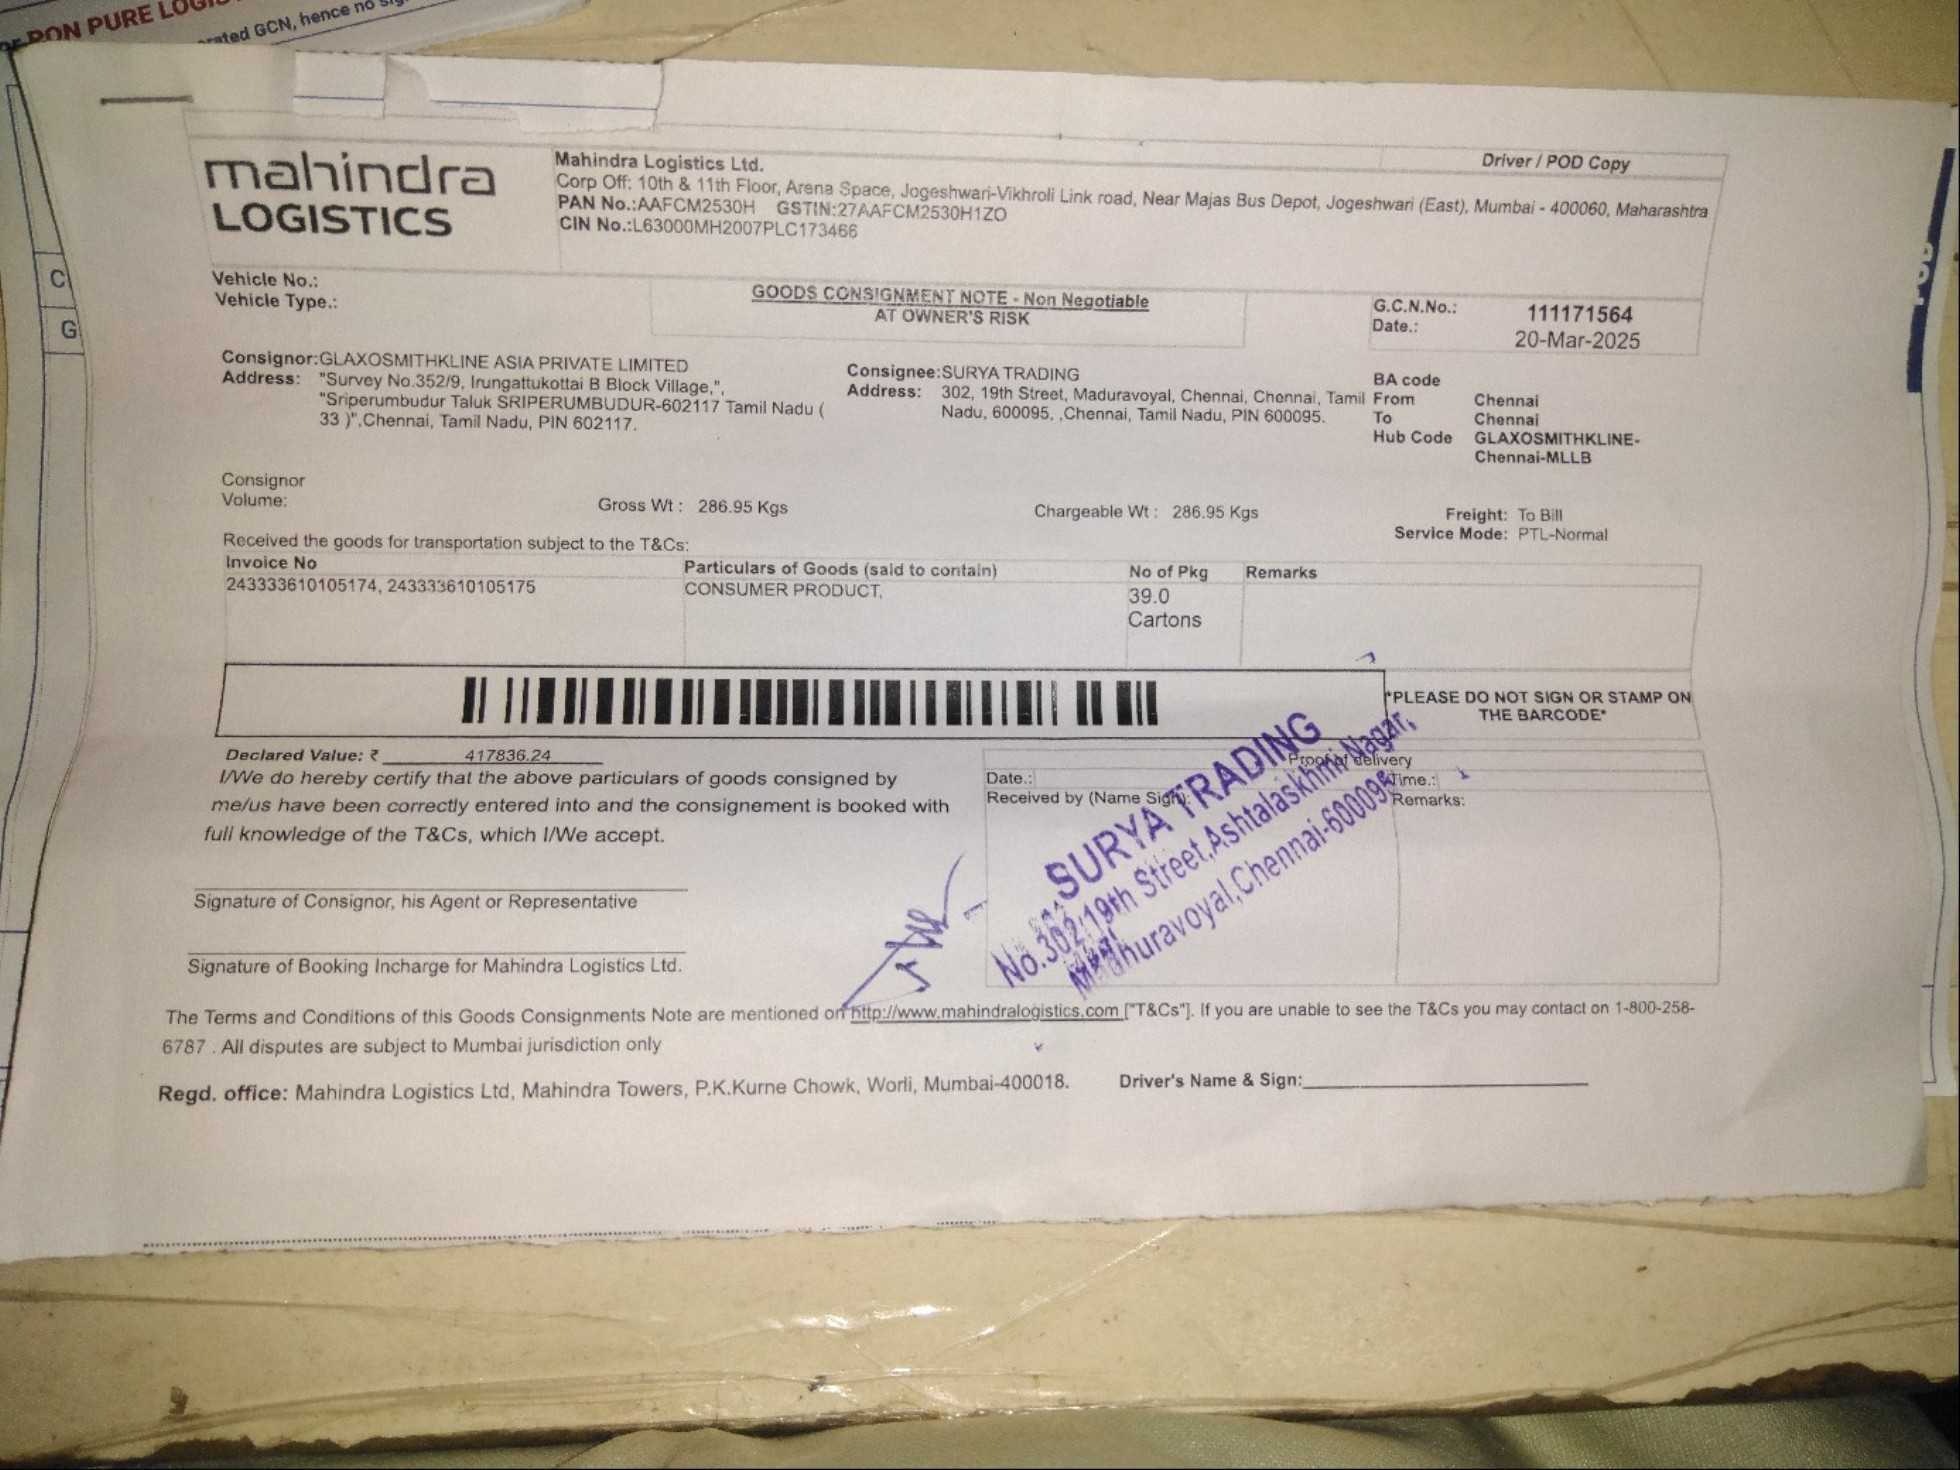 PON PURE LOGIS
rated GCN, hence no
mahindra
LOGISTICS
Mahindra Logistics Ltd.
Driver / POD Copy
Corp Off: 10th & 11th Floor, Arena Space, Jogeshwari-Vikhroli Link road, Near Majas Bus Depot, Jogeshwari (East), Mumbai - 400060, Maharashtra
PAN No.:AAFCM2530H GSTIN:27AAFCM2530H1ZO
CIN No.:L63000MH2007PLC173466
Vehicle No.:
Vehicle Type.:
GOODS CONSIGNMENT NOTE - Non Negotiable
AT OWNER'S RISK
G.C.N.No.: 111171564
Date.: 20-Mar-2025
Consignor:GLAXOSMITHKLINE ASIA PRIVATE LIMITED
Address: "Survey No.352/9, Irungattukottai B Block Village,",
"Sriperumbudur Taluk SRIPERUMBUDUR-602117 Tamil Nadu (
33 )",Chennai, Tamil Nadu, PIN 602117.
Consignee:SURYA TRADING
Address: 302, 19th Street, Maduravoyal, Chennai, Chennai, Tamil
Nadu, 600095, ,Chennai, Tamil Nadu, PIN 600095.
BA code
From Chennai
To Chennai
Hub Code GLAXOSMITHKLINE-
Chennai-MLLB
Consignor
Volume:
Gross Wt : 286.95 Kgs
Chargeable Wt : 286.95 Kgs
Freight: To Bill
Service Mode: PTL-Normal
Received the goods for transportation subject to the T&Cs:
Invoice No Particulars of Goods (said to contain) No of Pkg Remarks
243333610105174, 243333610105175 CONSUMER PRODUCT, 39.0
Cartons
*PLEASE DO NOT SIGN OR STAMP ON
THE BARCODE*
Declared Value: ₹ 417836.24
I/We do hereby certify that the above particulars of goods consigned by
me/us have been correctly entered into and the consignement is booked with
full knowledge of the T&Cs, which I/We accept.
Proof of delivery
Date.: Time.:
Received by (Name Sign): Remarks:
SURYA TRADING
No.302,19th Street,Ashtalaskhmi Nagar,
Madhuravoyal,Chennai-600095
Signature of Consignor, his Agent or Representative
Signature of Booking Incharge for Mahindra Logistics Ltd.
The Terms and Conditions of this Goods Consignments Note are mentioned on http://www.mahindralogistics.com ["T&Cs"]. If you are unable to see the T&Cs you may contact on 1-800-258-
6787 . All disputes are subject to Mumbai jurisdiction only
Regd. office: Mahindra Logistics Ltd, Mahindra Towers, P.K.Kurne Chowk, Worli, Mumbai-400018.
Driver's Name & Sign:
C
G
POD